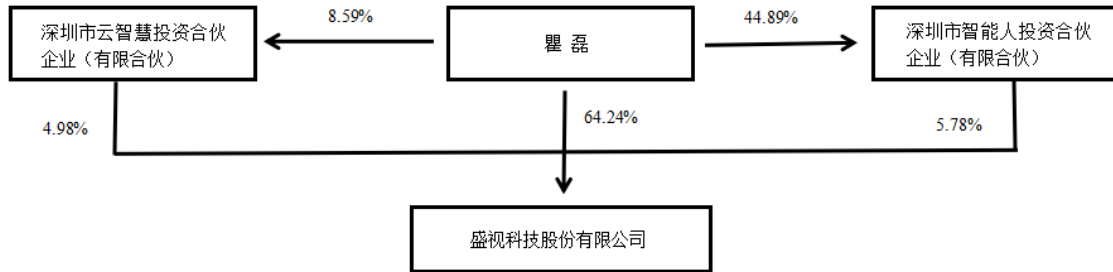 8.59%
44.89%
深圳市云智慧投资合伙
企业（有限合伙）
瞿 磊
深圳市智能人投资合伙
企业（有限合伙）
4.98%
64.24%
5.78%
盛视科技股份有限公司